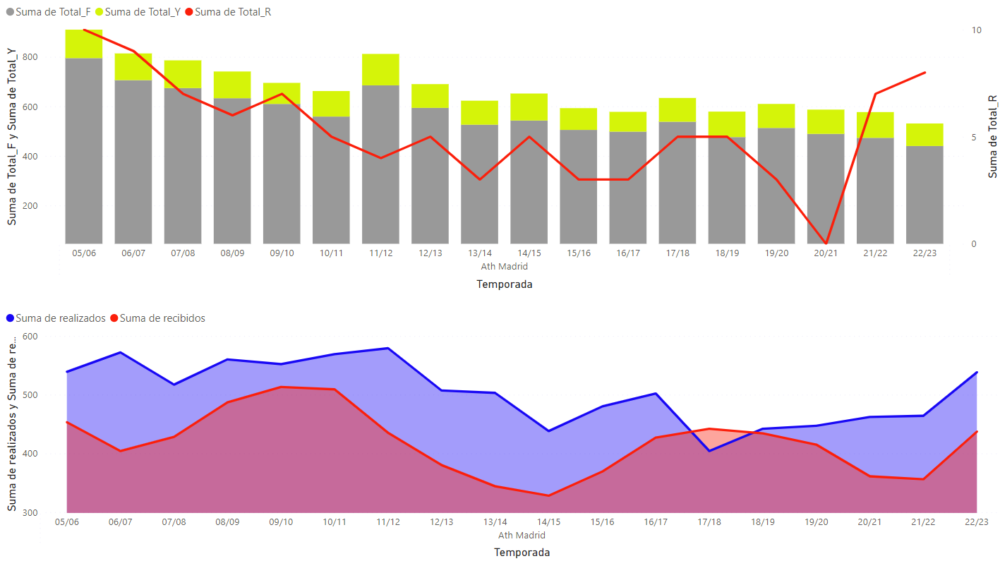 Suma de Total_F Suma de Total_Y Suma de Total_R
Suma de Total_F y Suma de Total_Y
800
600
400
200
10
5
0
Suma de Total_R
05/06 06/07 07/08 08/09 09/10 10/11 11/12 12/13 13/14 14/15 15/16 16/17 17/18 18/19 19/20 20/21 21/22 22/23
Ath Madrid
Temporada
Suma de realizados Suma de recibidos
Suma de realizados y Suma de re...
600
500
400
300
05/06 06/07 07/08 08/09 09/10 10/11 11/12 12/13 13/14 14/15 15/16 16/17 17/18 18/19 19/20 20/21 21/22 22/23
Ath Madrid
Temporada